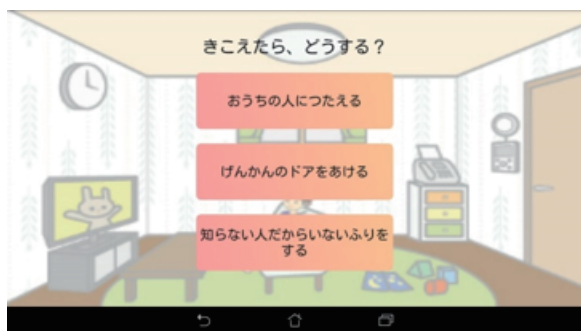 きこえたら、どうする？
おうちの人につたえる
げんかんのドアをあける
知らない人だからいないふりを
する